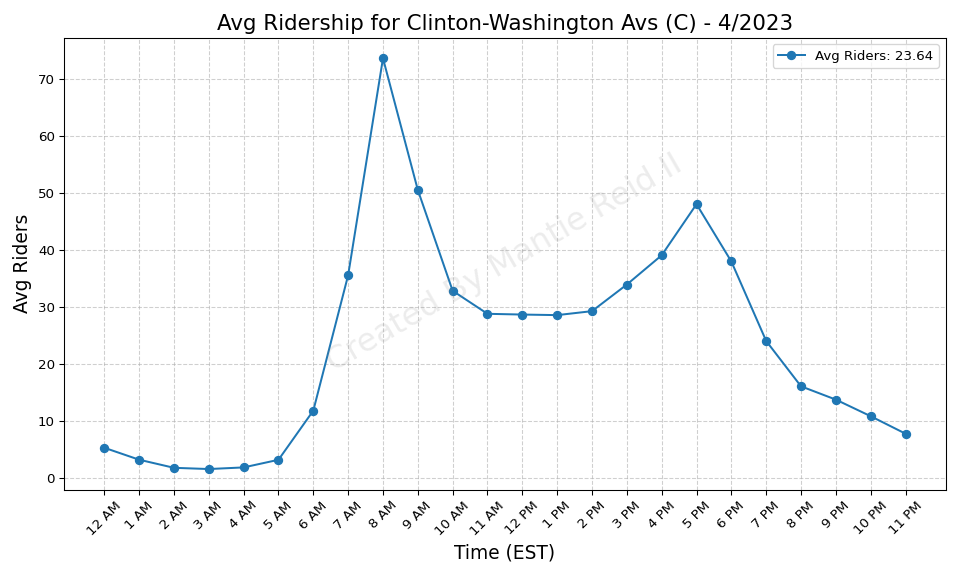 Avg Ridership for Clinton-Washington Avs (C) - 4/2023
Avg Riders: 23.64
Avg Riders
70
60
50
40
30
20
10
0
Created By Mantie Reid II
12 AM
1 AM
2 AM
3 AM
4 AM
5 AM
6 AM
7 AM
8 AM
9 AM
10 AM
11 AM
12 PM
1 PM
2 PM
3 PM
4 PM
5 PM
6 PM
7 PM
8 PM
9 PM
10 PM
11 PM
Time (EST)